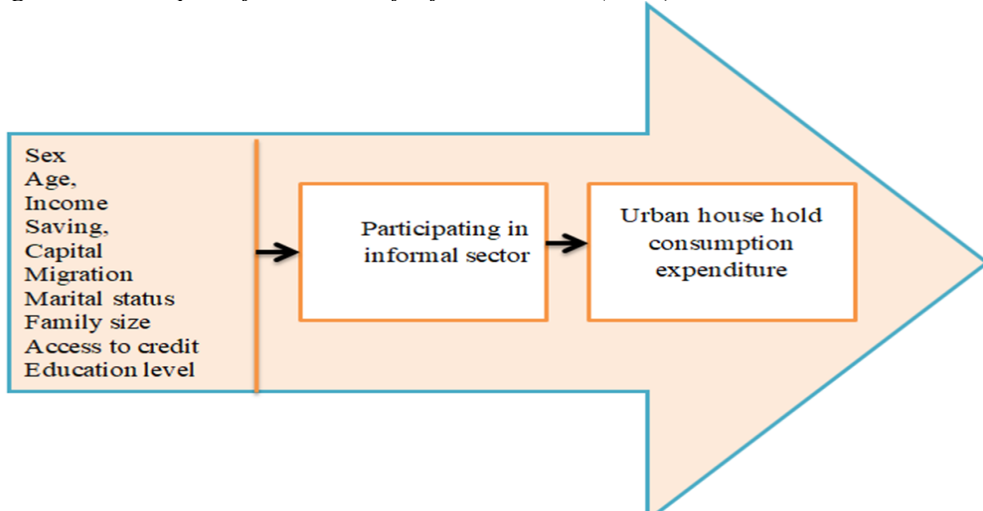 Sex
Age,
Income
Saving,
Capital
Migration
Marital status
Family size
Access to credit
Education level
Participating in
informal sector
Urban house hold
consumption
expenditure